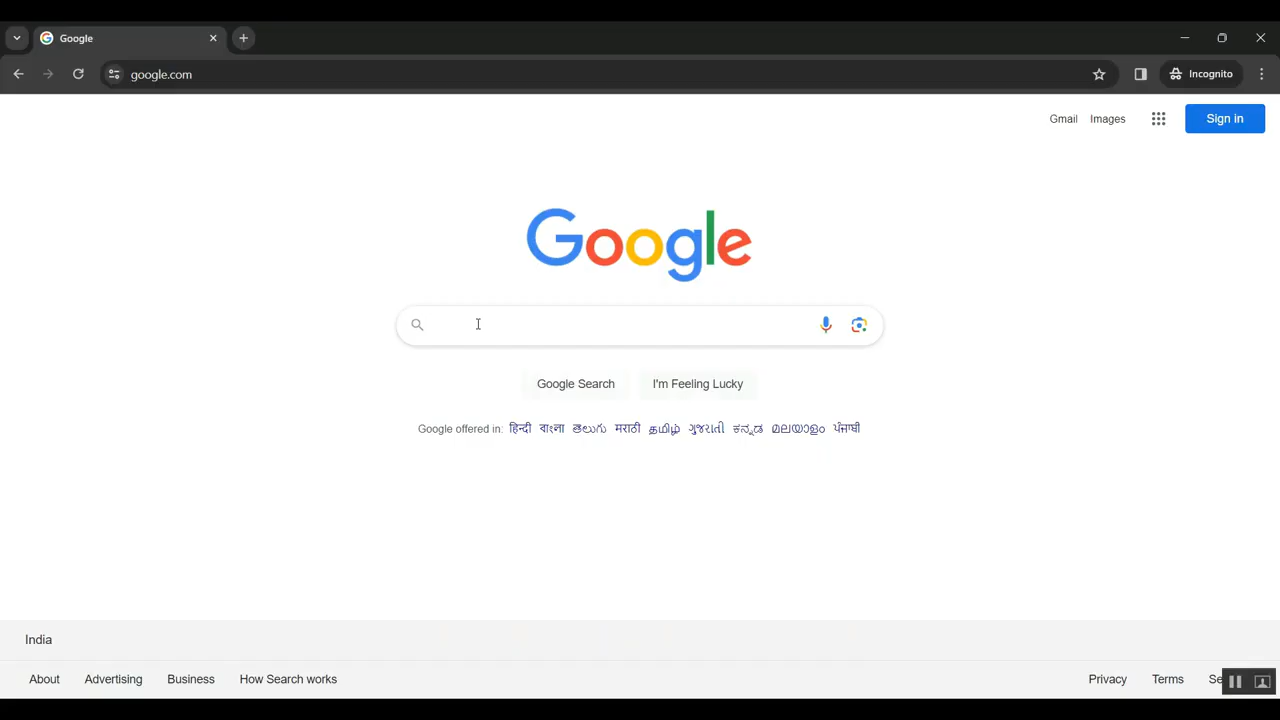 Google
google.com
Incognito
Gmail Images Sign in
Google
Google Search I'm Feeling Lucky
Google offered in: हिन्दी বাংলা తెలుగు मराठी தமிழ் ગુજરાતી ಕನ್ನಡ മലയാളം ਪੰਜਾਬੀ
India
About Advertising Business How Search works Privacy Terms